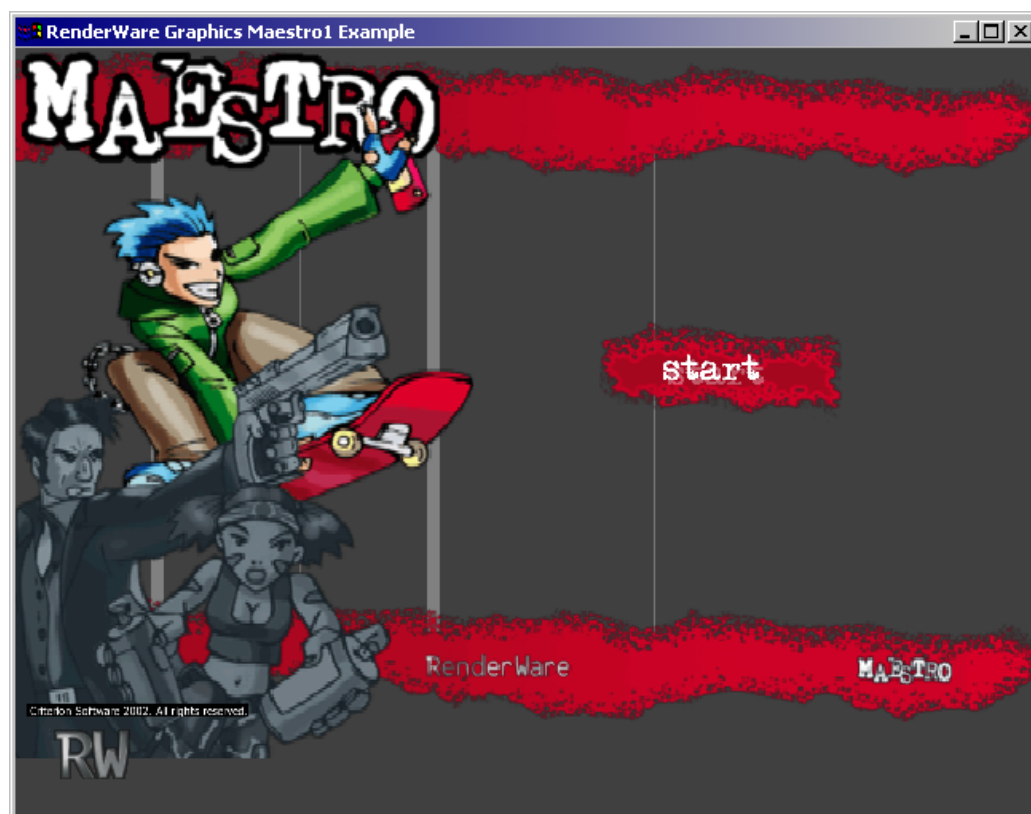 RenderWare Graphics Maestro1 Example
MAESTRO
start
RenderWare
MAESTRO
Criterion Software 2002. All rights reserved.
RW